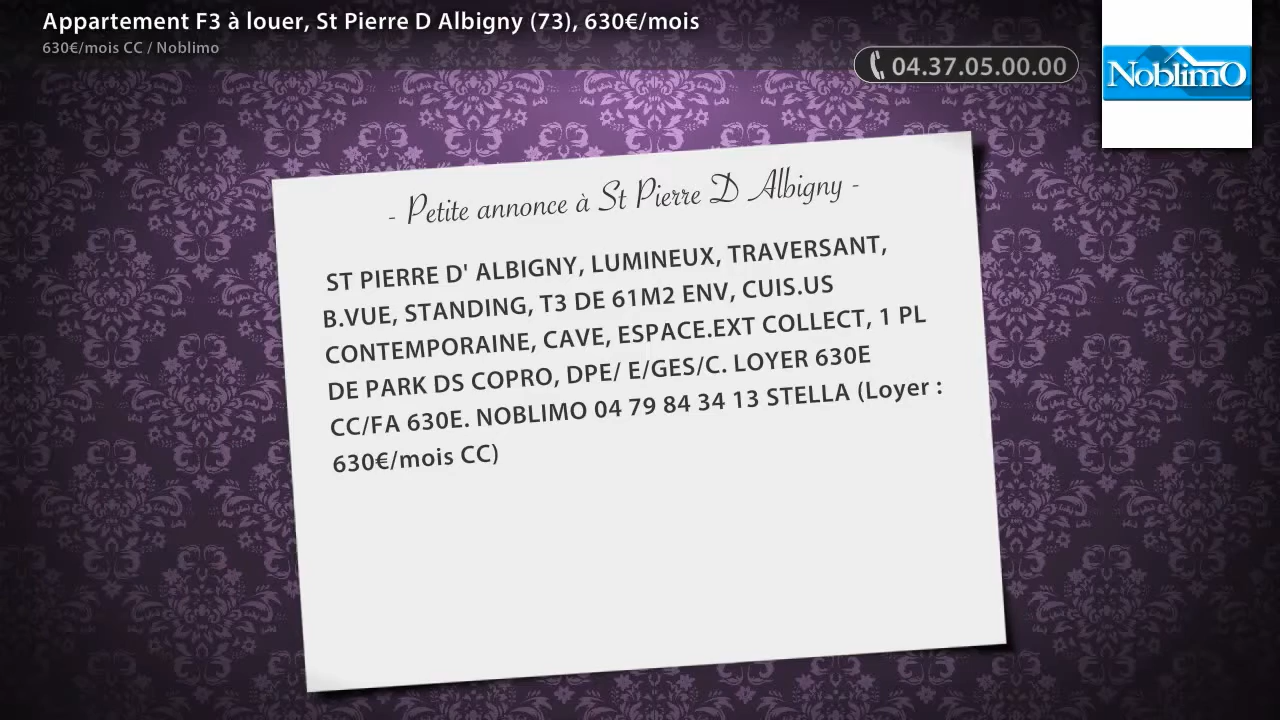 Appartement F3 à louer, St Pierre D Albigny (73), 630€/mois
630€/mois CC / Noblimo
04.37.05.00.00
NoblimO
- Petite annonce à St Pierre D Albigny -
ST PIERRE D' ALBIGNY, LUMINEUX, TRAVERSANT,
B.VUE, STANDING, T3 DE 61M2 ENV, CUIS.US
CONTEMPORAINE, CAVE, ESPACE.EXT COLLECT, 1 PL
DE PARK DS COPRO, DPE/ E/GES/C. LOYER 630E
CC/FA 630E. NOBLIMO 04 79 84 34 13 STELLA (Loyer :
630€/mois CC)